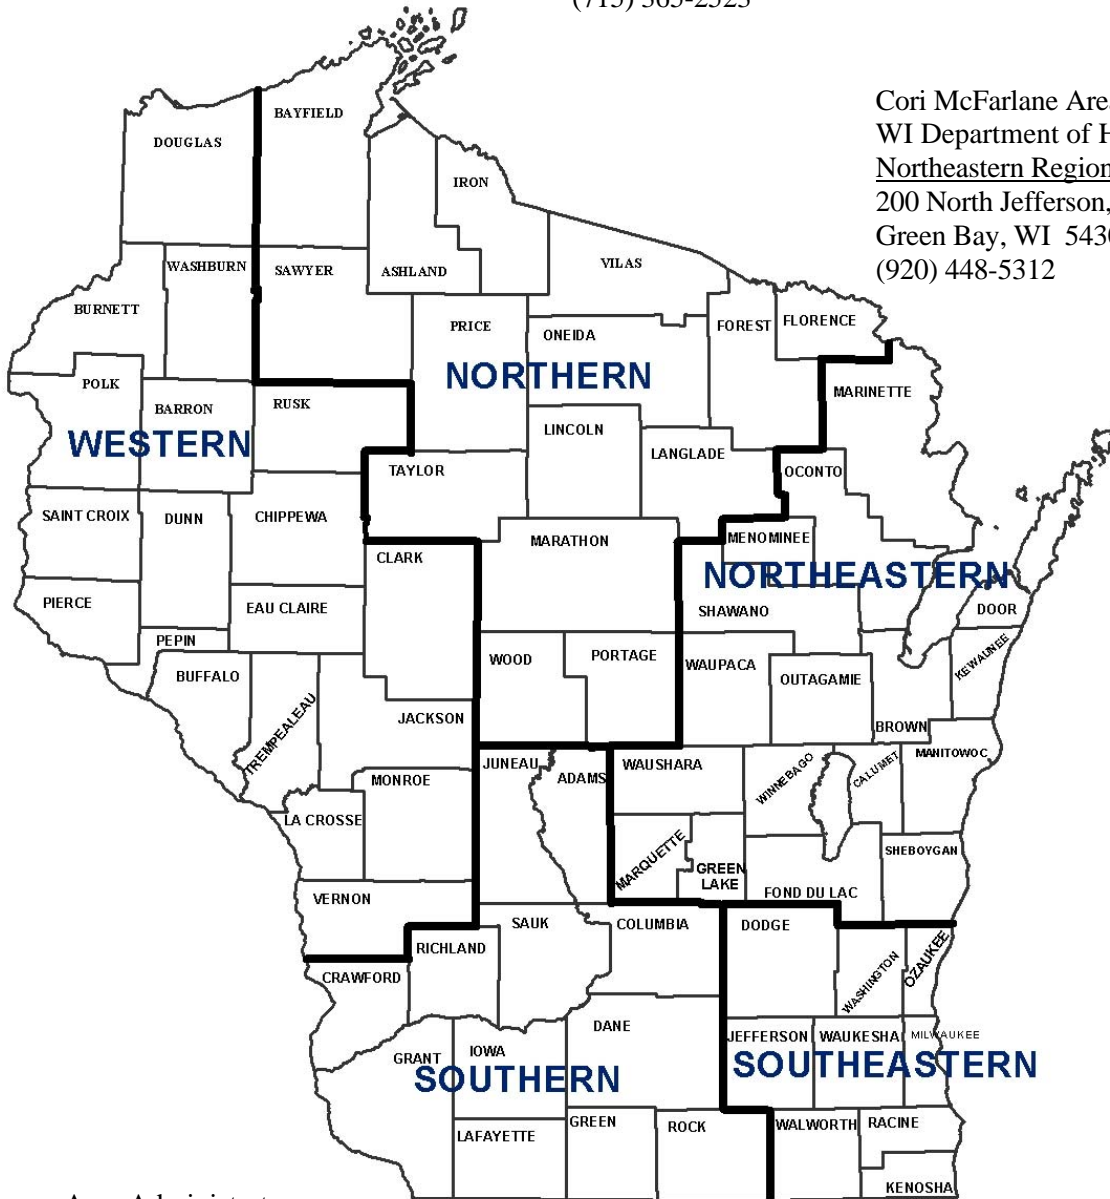 (715) 365-2523
Cori McFarlane Area
WI Department of H
Northeastern Region
200 North Jefferson,
Green Bay, WI 5430
(920) 448-5312
BAYFIELD
DOUGLAS
IRON
WASHBURN
SAWYER
ASHLAND
VILAS
BURNETT
PRICE
ONEIDA
FOREST
FLORENCE
NORTHERN
POLK
BARRON
RUSK
MARINETTE
WESTERN
LINCOLN
LANGLADE
TAYLOR
OCONTO
SAINT CROIX
DUNN
CHIPPEWA
MARATHON
MENOMINEE
CLARK
NORTHEASTERN
PIERCE
EAU CLAIRE
SHAWANO
DOOR
PEPIN
WOOD
PORTAGE
WAUPACA
KEWAUNEE
BUFFALO
OUTAGAMIE
TREMPEALEAU
JACKSON
BROWN
JUNEAU
ADAMS
WAUSHARA
WINNEBAGO
CALUMET
MANITOWOC
MONROE
LA CROSSE
MARQUETTE
GREEN
LAKE
SHEBOYGAN
VERNON
FOND DU LAC
SAUK
COLUMBIA
DODGE
RICHLAND
CRAWFORD
WASHINGTON
OZAUKEE
DANE
JEFFERSON
WAUKESHA
MILWAUKEE
GRANT
IOWA
SOUTHERN
SOUTHEASTERN
LAFAYETTE
GREEN
ROCK
WALWORTH
RACINE
KENOSHA